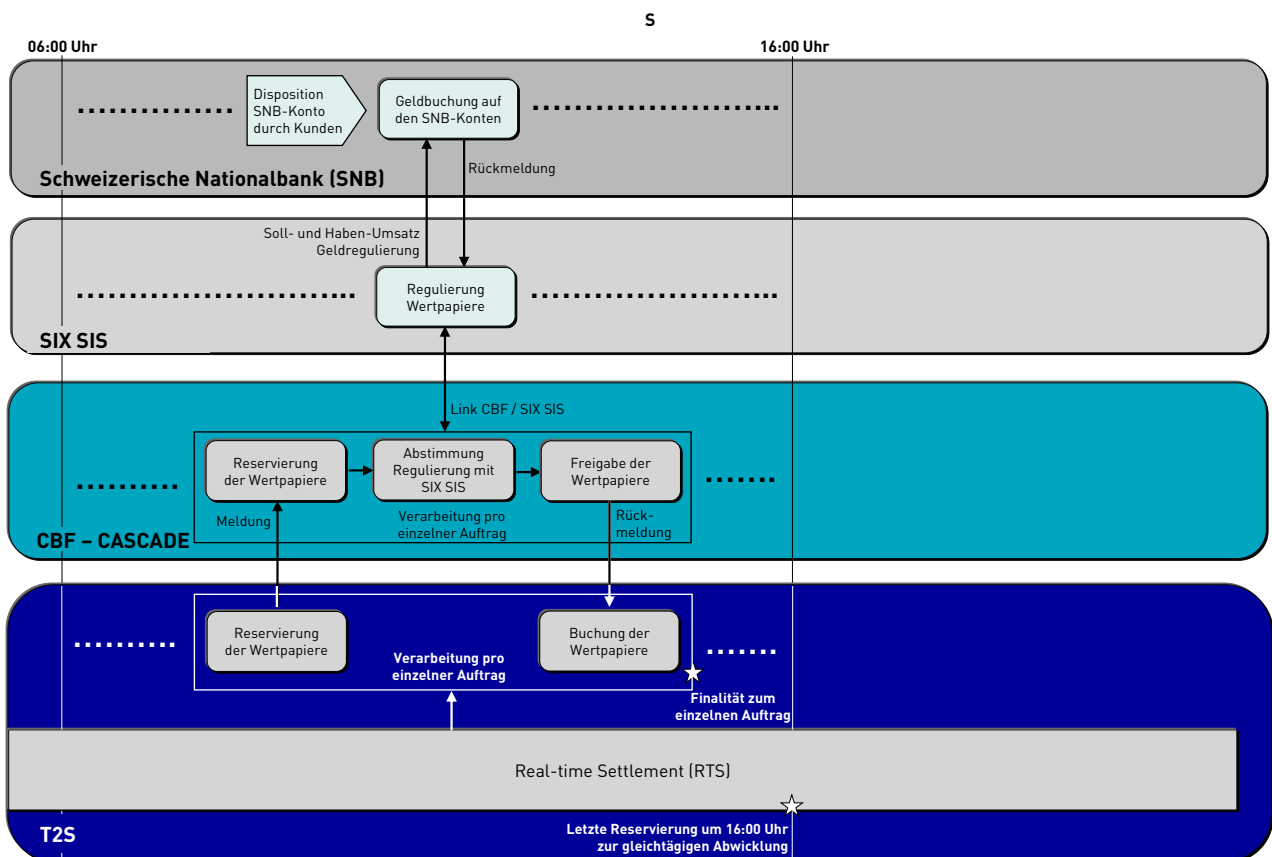 S
06:00 Uhr
16:00 Uhr
Disposition
SNB-Konto
durch Kunden
Geldbuchung auf
den SNB-Konten
Rückmeldung
Schweizerische Nationalbank (SNB)
Soll- und Haben-Umsatz
Geldregulierung
Regulierung
Wertpapiere
SIX SIS
Link CBF / SIX SIS
Reservierung
der Wertpapiere
Abstimmung
Regulierung mit
SIX SIS
Freigabe der
Wertpapiere
Meldung
Verarbeitung pro
einzelner Auftrag
Rück-
meldung
CBF – CASCADE
Reservierung
der Wertpapiere
Verarbeitung pro
einzelner Auftrag
Buchung der
Wertpapiere
Finalität zum
einzelnen Auftrag
Real-time Settlement (RTS)
T2S
Letzte Reservierung um 16:00 Uhr
zur gleichtägigen Abwicklung